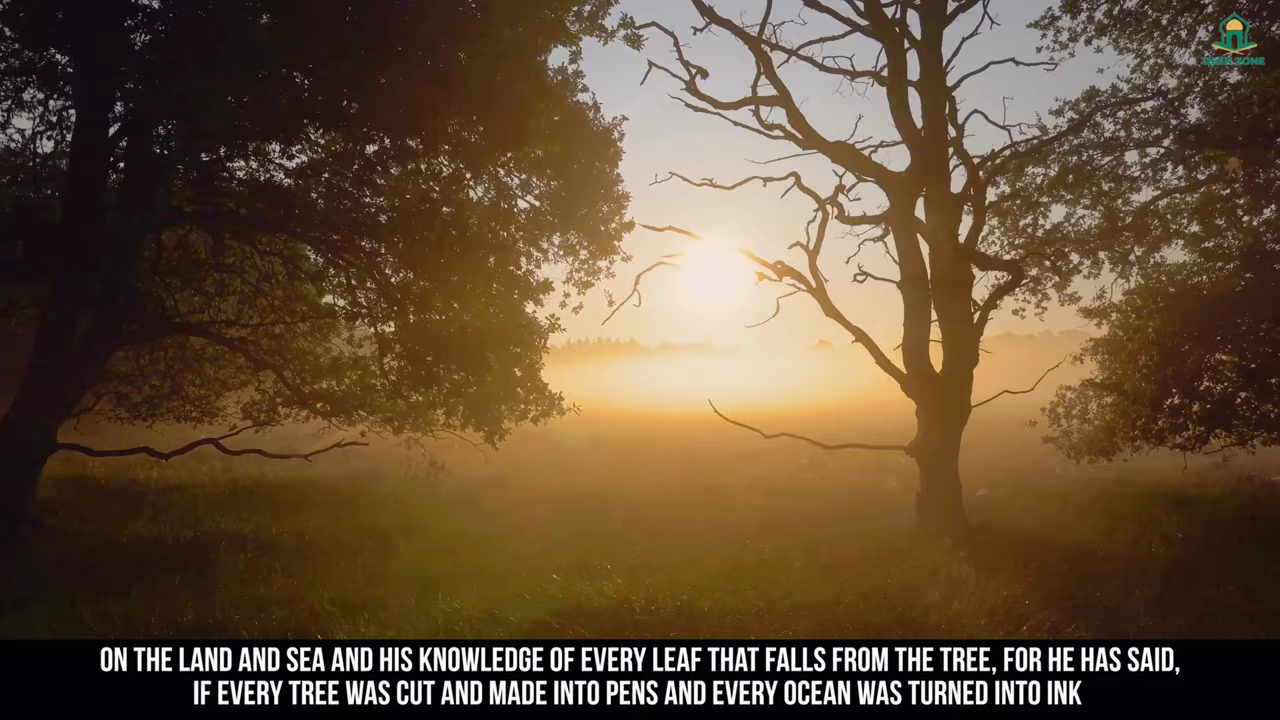 ON THE LAND AND SEA AND HIS KNOWLEDGE OF EVERY LEAF THAT FALLS FROM THE TREE, FOR HE HAS SAID,
IF EVERY TREE WAS CUT AND MADE INTO PENS AND EVERY OCEAN WAS TURNED INTO INK